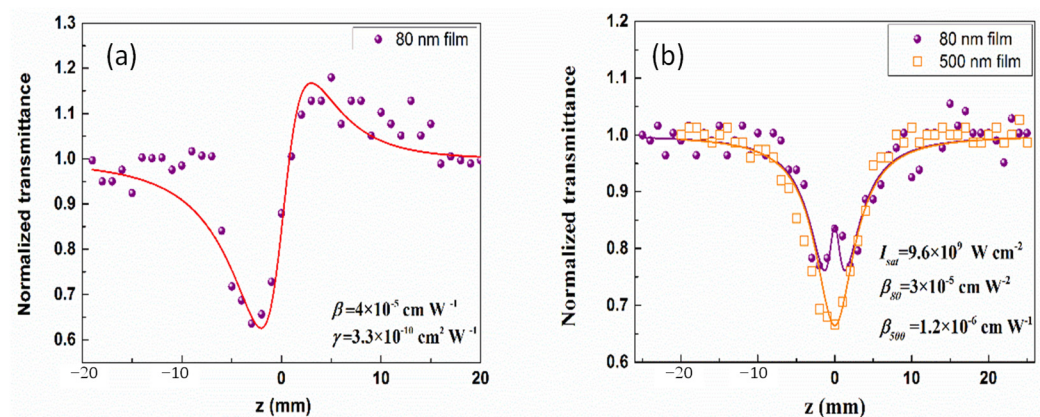 (a)
80 nm film
Normalized transmittance
1.3
1.2
1.1
1.0
0.9
0.8
0.7
0.6
β=4×10⁻⁵ cm W ⁻¹
γ=3.3×10⁻¹⁰ cm² W ⁻¹
−20
−10
0
10
20
z (mm)
(b)
80 nm film
500 nm film
Normalized transmittance
1.2
1.1
1.0
0.9
0.8
0.7
0.6
I_sat=9.6×10⁹ W cm⁻²
β₈₀=3×10⁻⁵ cm W⁻²
β₅₀₀ =1.2×10⁻⁶ cm W⁻¹
−20
−10
0
10
20
z (mm)